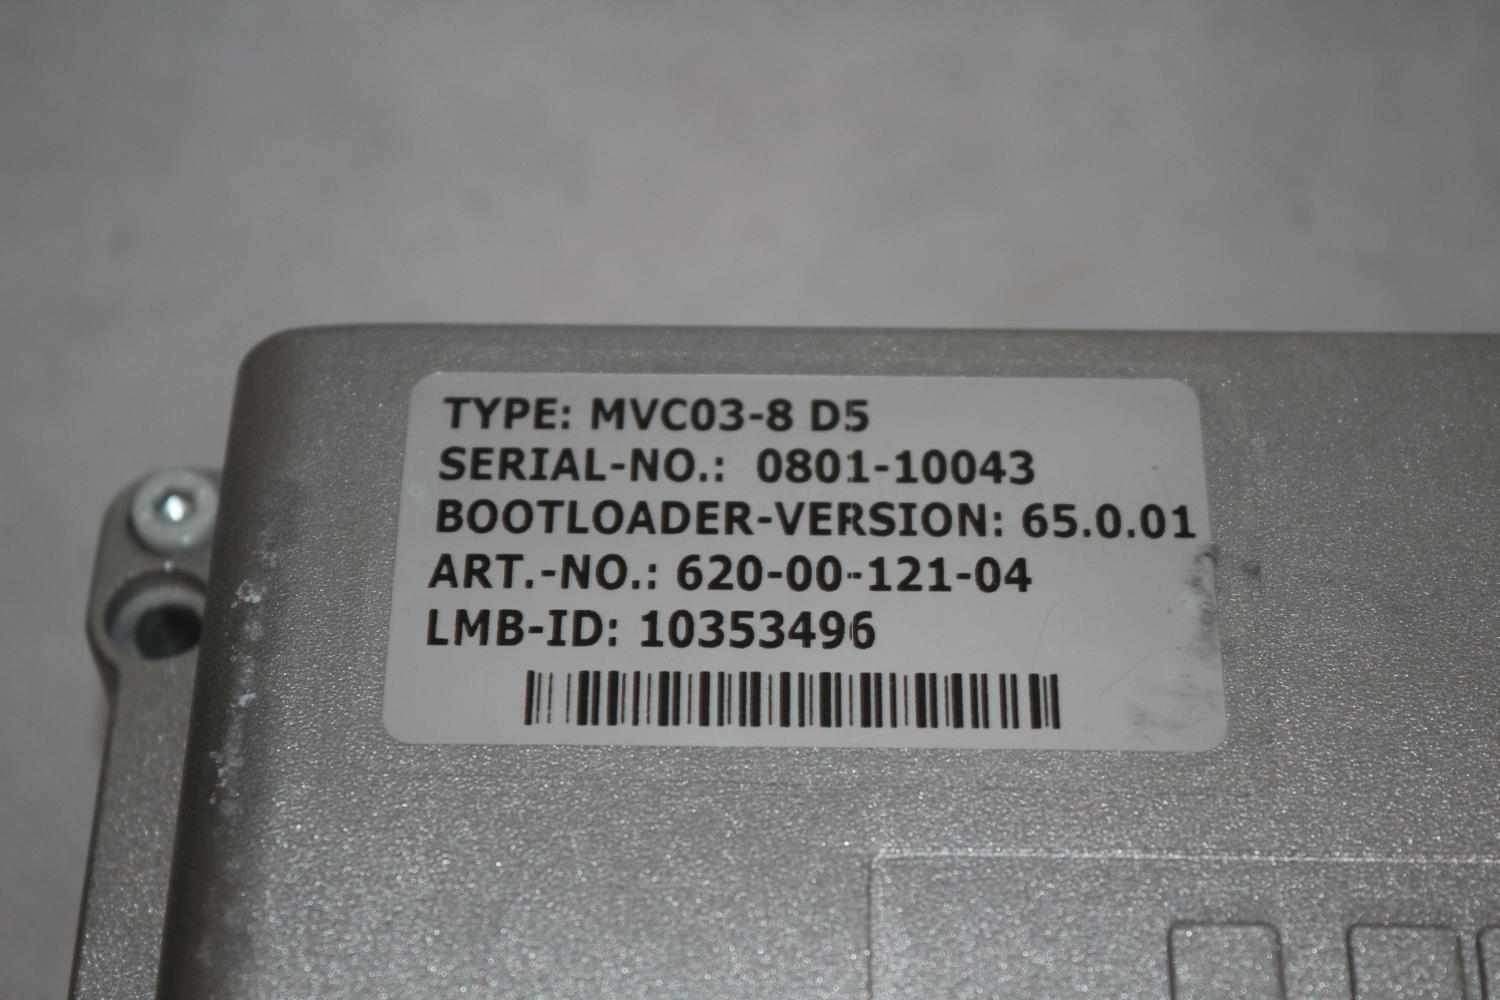 TYPE: MVC03-8 D5
SERIAL-NO.: 0801-10043
BOOTLOADER-VERSION: 65.0.01
ART.-NO.: 620-00-121-04
LMB-ID: 10353496